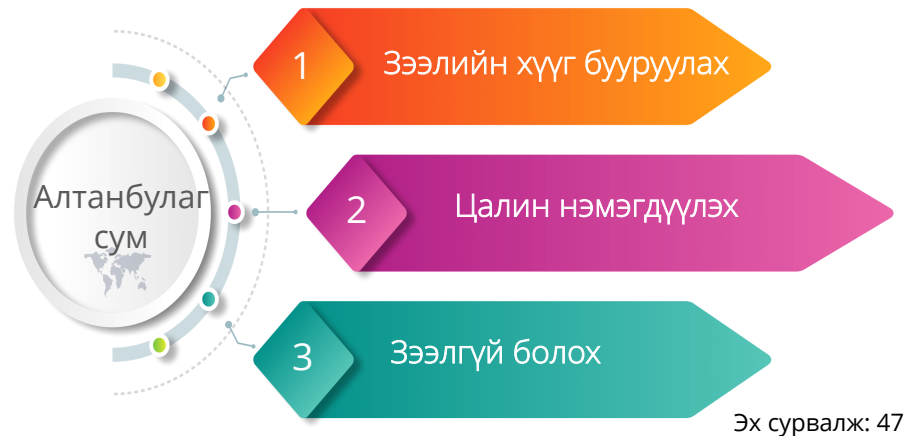 Алтанбулаг
сум
1
Зээлийн хүүг бууруулах
2
Цалин нэмэгдүүлэх
3
Зээлгүй болох
Эх сурвалж: 47